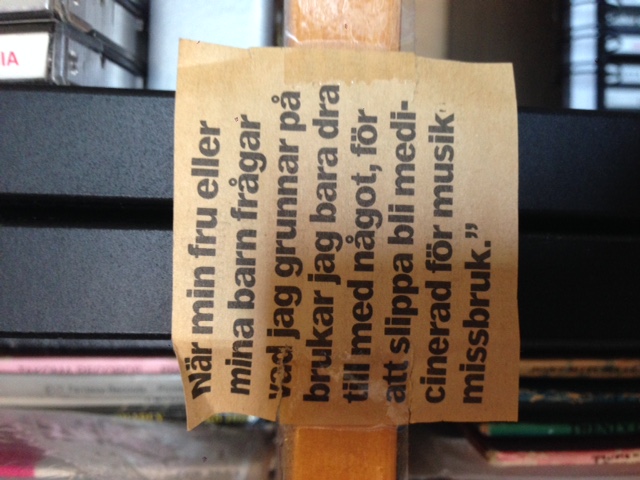 När min fru eller
mina barn frågar
vad jag grunnar på
brukar jag bara dra
till med något, för
att slippa bli medi-
cinerad för musik-
missbruk.”
IA